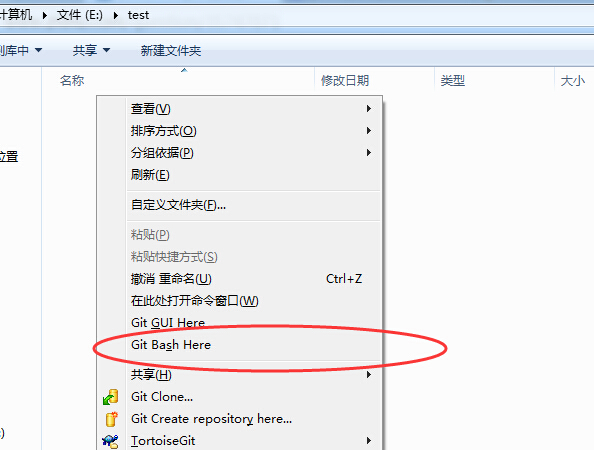 计算机 ▸ 文件 (E:) ▸ test
到库中 ▼ 共享 ▼ 新建文件夹
名称 修改日期 类型 大小
位置
查看(V)
排序方式(O)
分组依据(P)
刷新(E)
自定义文件夹(F)...
粘贴(P)
粘贴快捷方式(S)
撤消 重命名(U) Ctrl+Z
在此处打开命令窗口(W)
Git GUI Here
Git Bash Here
共享(H)
Git Clone...
Git Create repository here...
TortoiseGit